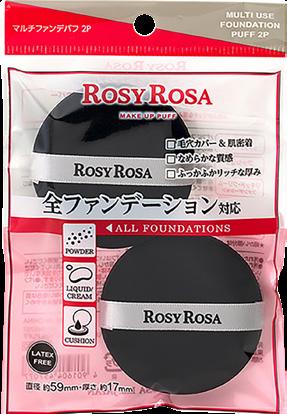 マルチファンデパフ 2P
MULTI USE
FOUNDATION
PUFF 2P
ROSY ROSA
MAKE UP PUFF
毛穴カバー&肌密着
なめらかな質感
ふっかふかリッチな厚み
ROSY ROSA
全ファンデーション対応
ALL FOUNDATIONS
POWDER
LIQUID/
CREAM
CUSHION
ROSY ROSA
LATEX
FREE
直径 約59mm・厚さ 約17mm